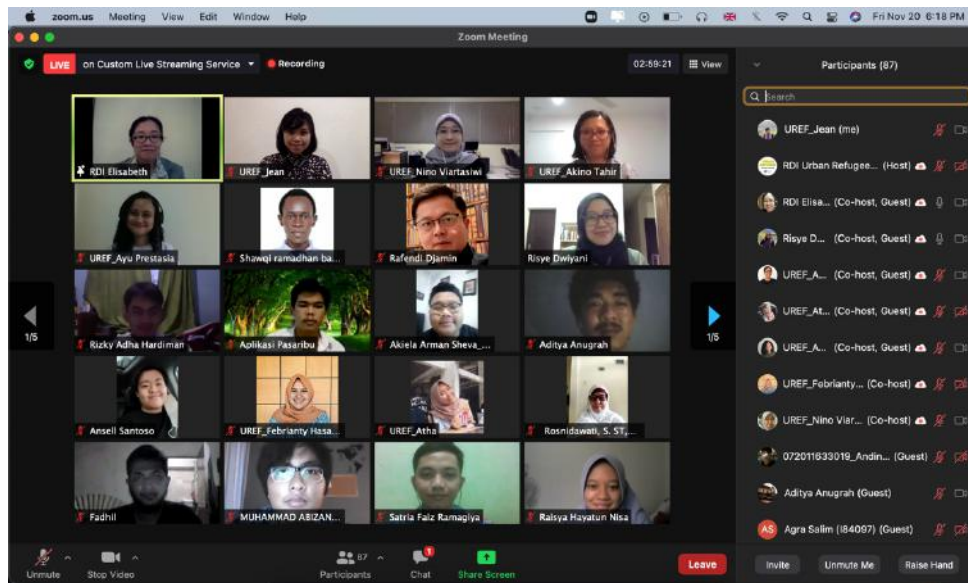 zoom.us Meeting View Edit Window Help
Fri Nov 20 6:18 PM
Zoom Meeting
LIVE on Custom Live Streaming Service Recording
02:59:21 View
Participants (87)
Search
RDI Elisabeth
UREF_Jean
UREF_Nino Viartasiwi
UREF_Akino Tahir
UREF_Ayu Prestasia
Shawqi ramadhan ba...
Rafendi Djamin
Risye Dwiyani
1/5
1/5
Rizky Adha Hardiman
Aplikasi Pasaribu
Akiela Arman Sheva_...
Aditya Anugrah
Ansell Santoso
UREF_Febrianty Hasa...
UREF_Atha
Rosnidawati, S. ST,...
Fadhil
MUHAMMAD ABIZAN...
Satria Faiz Ramagiya
Raisya Hayatun Nisa
UREF_Jean (me)
RDI Urban Refugee... (Host)
RDI Elisa... (Co-host, Guest)
Risye D... (Co-host, Guest)
UREF_A... (Co-host, Guest)
UREF_At... (Co-host, Guest)
UREF_A... (Co-host, Guest)
UREF_Febrianty... (Co-host)
UREF_Nino Viar... (Co-host)
072011633019_Andin... (Guest)
Aditya Anugrah (Guest)
AS Agra Salim (I84097) (Guest)
Unmute
Stop Video
87
Participants
1
Chat
Share Screen
Leave
Invite
Unmute Me
Raise Hand